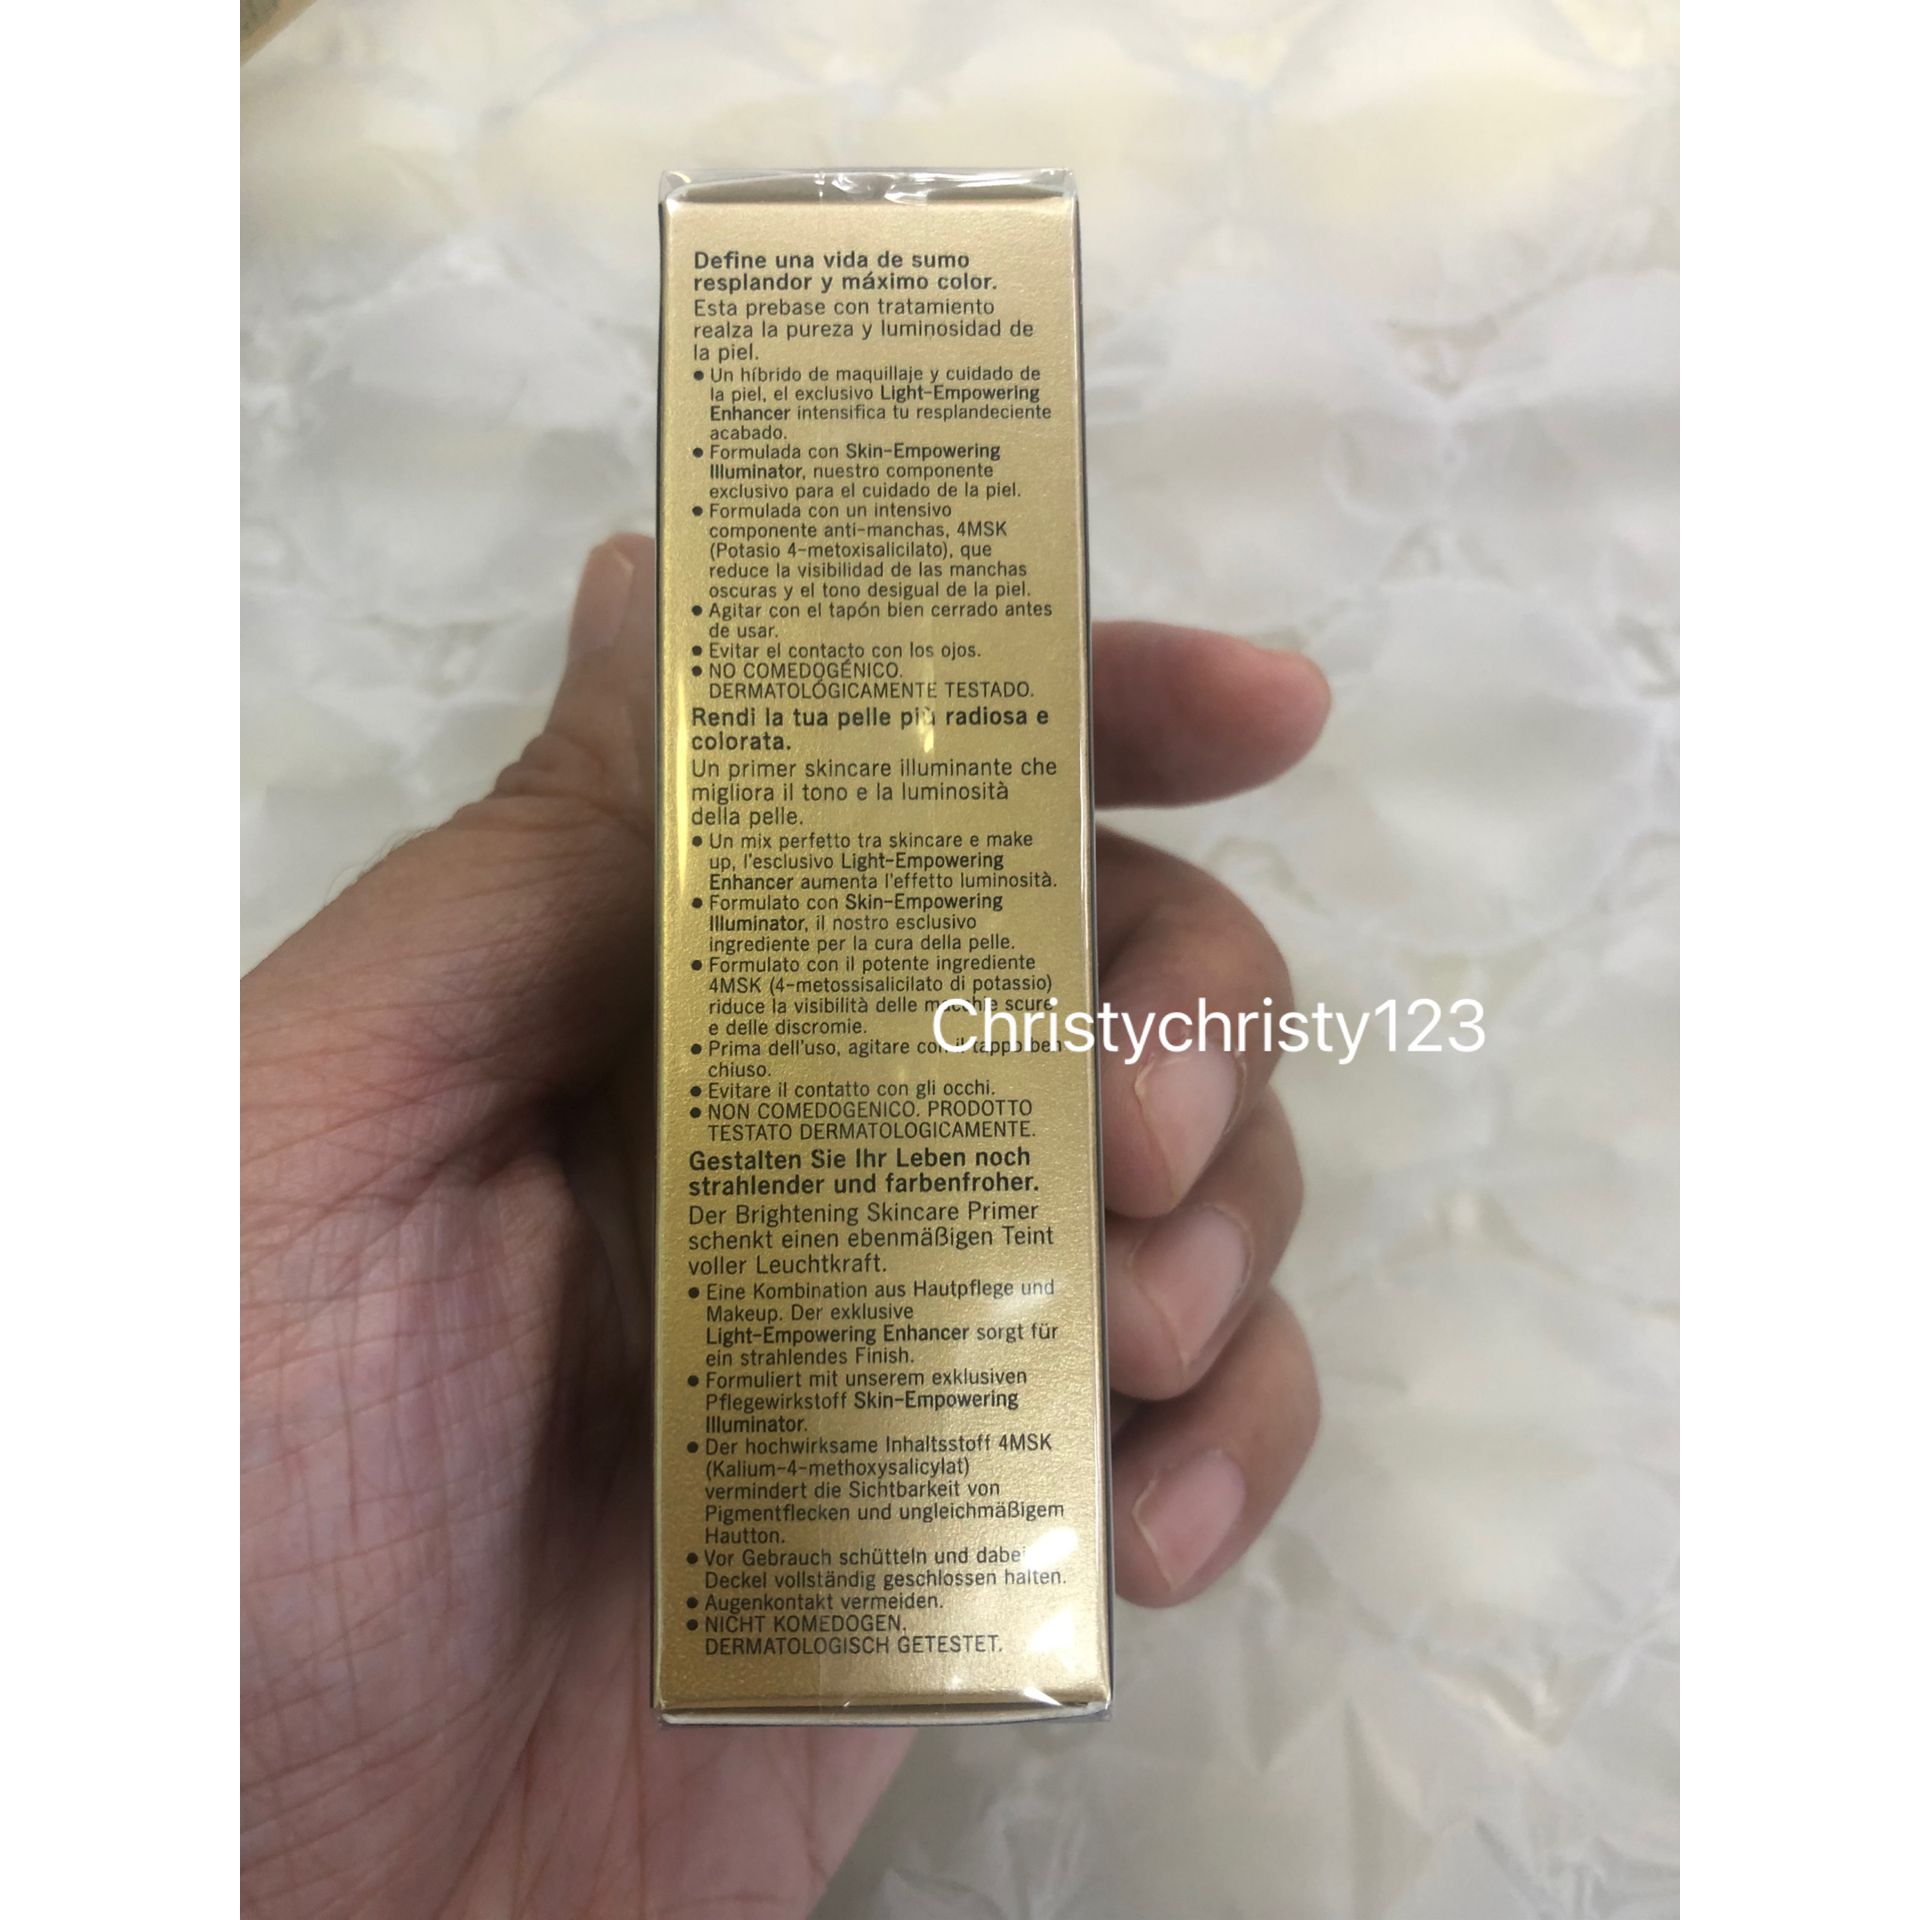 Define una vida de sumo
resplandor y máximo color.
Esta prebase con tratamiento
realza la pureza y luminosidad de
la piel.
● Un híbrido de maquillaje y cuidado de
la piel, el exclusivo Light-Empowering
Enhancer intensifica tu resplandeciente
acabado.
● Formulada con Skin-Empowering
Illuminator, nuestro componente
exclusivo para el cuidado de la piel.
● Formulada con un intensivo
componente anti-manchas, 4MSK
(Potasio 4-metoxisalicilato), que
reduce la visibilidad de las manchas
oscuras y el tono desigual de la piel.
● Agitar con el tapón bien cerrado antes
de usar.
● Evitar el contacto con los ojos.
● NO COMEDOGÉNICO.
DERMATOLÓGICAMENTE TESTADO.
Rendi la tua pelle più radiosa e
colorata.
Un primer skincare illuminante che
migliora il tono e la luminosità
della pelle.
● Un mix perfetto tra skincare e make
up, l'esclusivo Light-Empowering
Enhancer aumenta l'effetto luminosità.
● Formulato con Skin-Empowering
Illuminator, il nostro esclusivo
ingrediente per la cura della pelle.
● Formulato con il potente ingrediente
4MSK (4-metossisalicilato di potassio)
riduce la visibilità delle macchie scure
e delle discromie.
● Prima dell'uso, agitare con il tappo ben
chiuso.
● Evitare il contatto con gli occhi.
● NON COMEDOGENICO. PRODOTTO
TESTATO DERMATOLOGICAMENTE.
Gestalten Sie Ihr Leben noch
strahlender und farbenfroher.
Der Brightening Skincare Primer
schenkt einen ebenmäßigen Teint
voller Leuchtkraft.
● Eine Kombination aus Hautpflege und
Makeup. Der exklusive
Light-Empowering Enhancer sorgt für
ein strahlendes Finish.
● Formuliert mit unserem exklusiven
Pflegewirkstoff Skin-Empowering
Illuminator.
● Der hochwirksame Inhaltsstoff 4MSK
(Kalium-4-methoxysalicylat)
vermindert die Sichtbarkeit von
Pigmentflecken und ungleichmäßigem
Hautton.
● Vor Gebrauch schütteln und dabei
Deckel vollständig geschlossen halten.
● Augenkontakt vermeiden.
● NICHT KOMEDOGEN.
DERMATOLOGISCH GETESTET.
Christychristy123